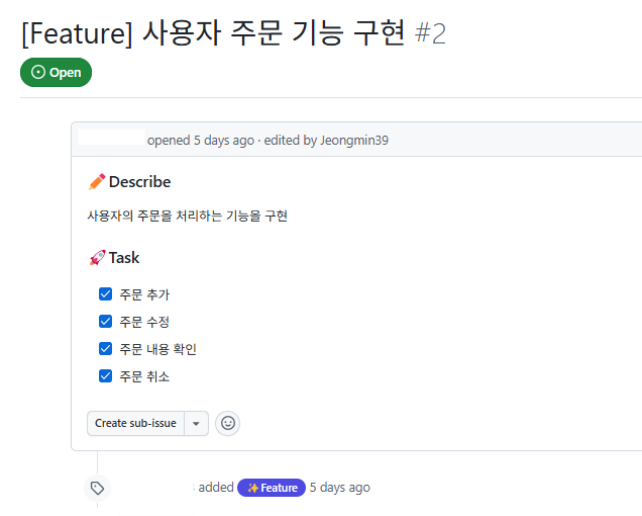 [Feature] 사용자 주문 기능 구현 #2
Open
opened 5 days ago · edited by Jeongmin39
Describe
사용자의 주문을 처리하는 기능을 구현
Task
주문 추가
주문 수정
주문 내용 확인
주문 취소
Create sub-issue
added ✨Feature 5 days ago